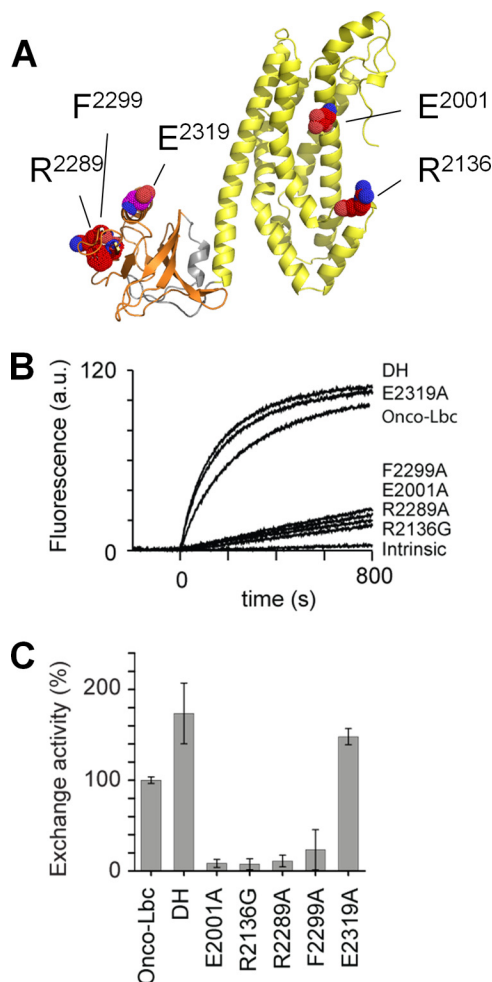 A
F2299
R2289
E2319
E2001
R2136
B
Fluorescence (a.u.)
120
0
DH
E2319A
Onco-Lbc
F2299A
E2001A
R2289A
R2136G
Intrinsic
0
800
time (s)
C
Exchange activity (%)
200
100
0
Onco-Lbc
DH
E2001A
R2136G
R2289A
F2299A
E2319A